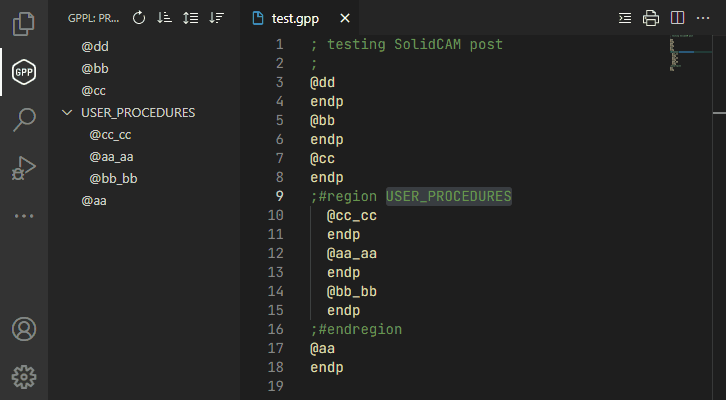 GPPL: PR...
test.gpp
GPP
@dd
@bb
@cc
USER_PROCEDURES
@cc_cc
@aa_aa
@bb_bb
@aa
1 ; testing SolidCAM post
2 ;
3 @dd
4 endp
5 @bb
6 endp
7 @cc
8 endp
9 ;#region USER_PROCEDURES
10 @cc_cc
11 endp
12 @aa_aa
13 endp
14 @bb_bb
15 endp
16 ;#endregion
17 @aa
18 endp
19